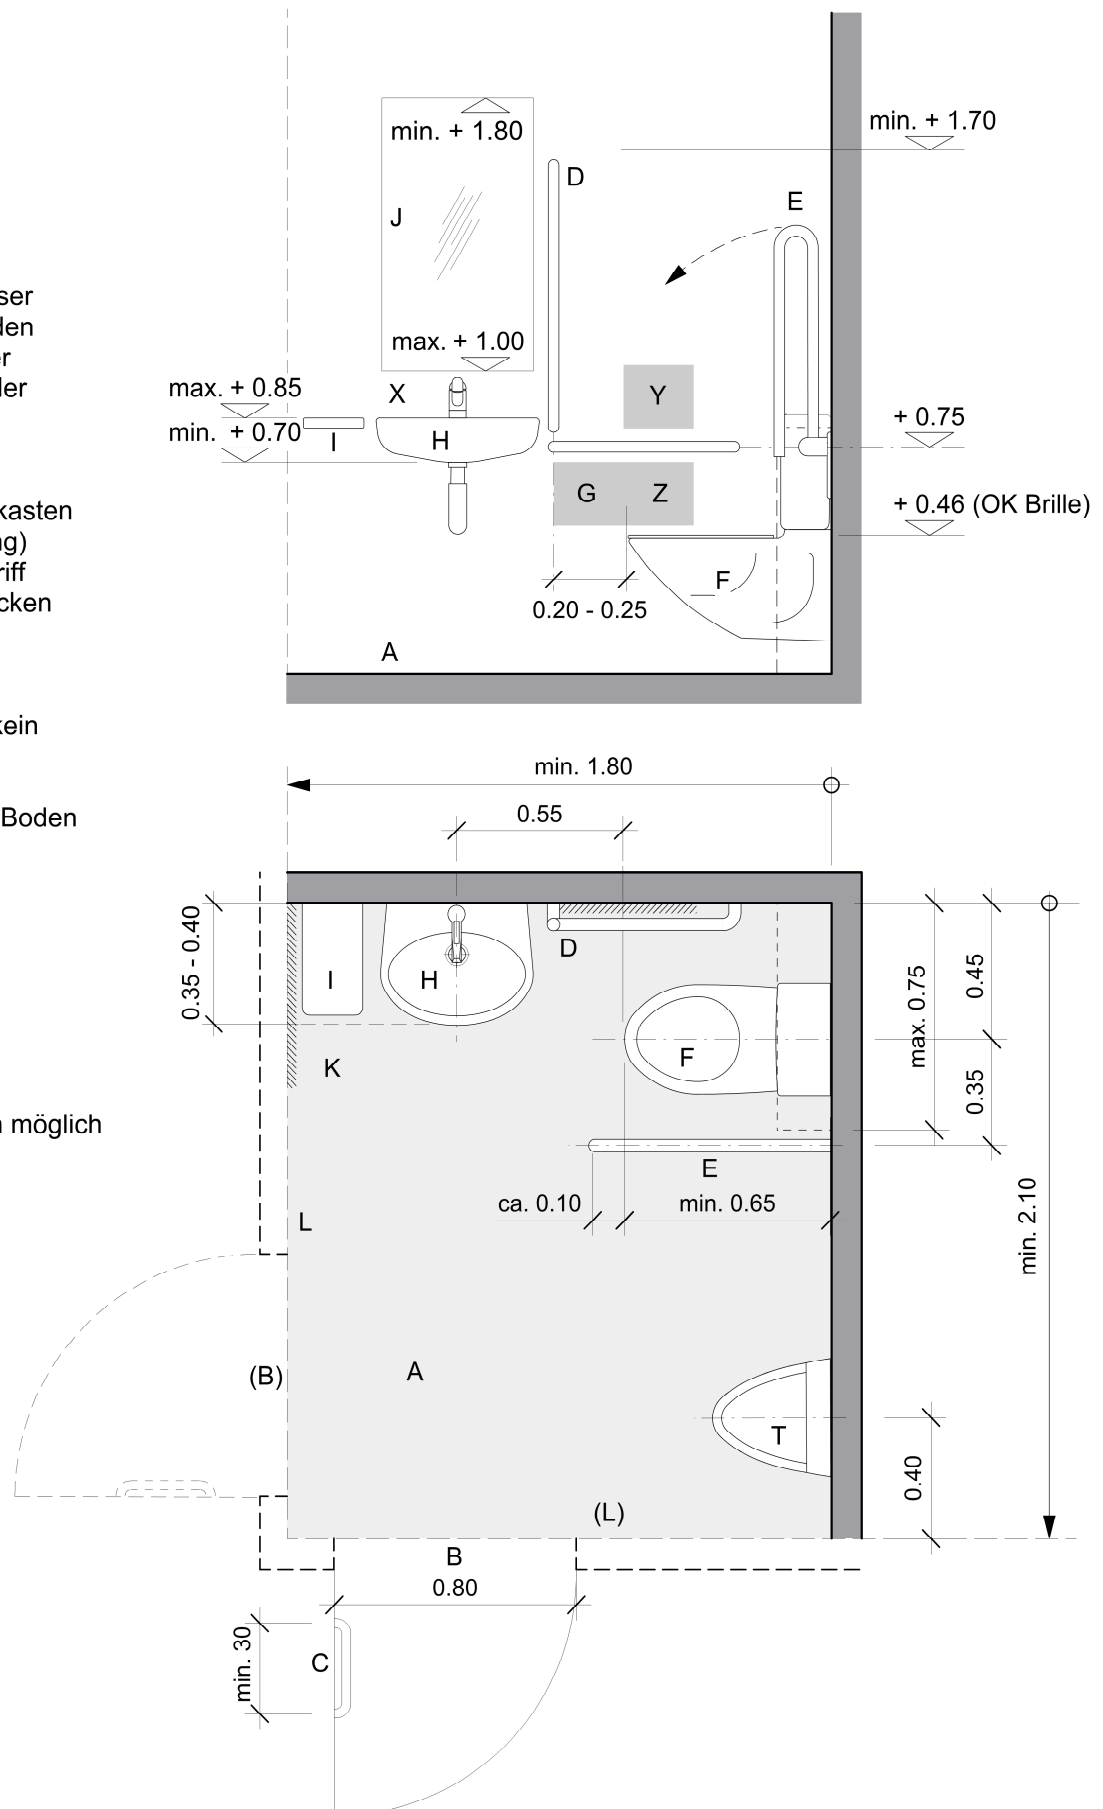 min. + 1.80
min. + 1.70
D
E
J
ser
den
er
der
max. + 1.00
max. + 0.85
X
Y
+ 0.75
min. + 0.70
I
H
G
Z
kasten
+ 0.46 (OK Brille)
ng)
riff
cken
F
0.20 - 0.25
A
kein
min. 1.80
Boden
0.55
0.35 - 0.40
D
I
H
0.45
max. 0.75
F
K
0.35
n möglich
E
ca. 0.10
min. 0.65
L
min. 2.10
(B)
A
T
0.40
(L)
B
0.80
min. 30
C